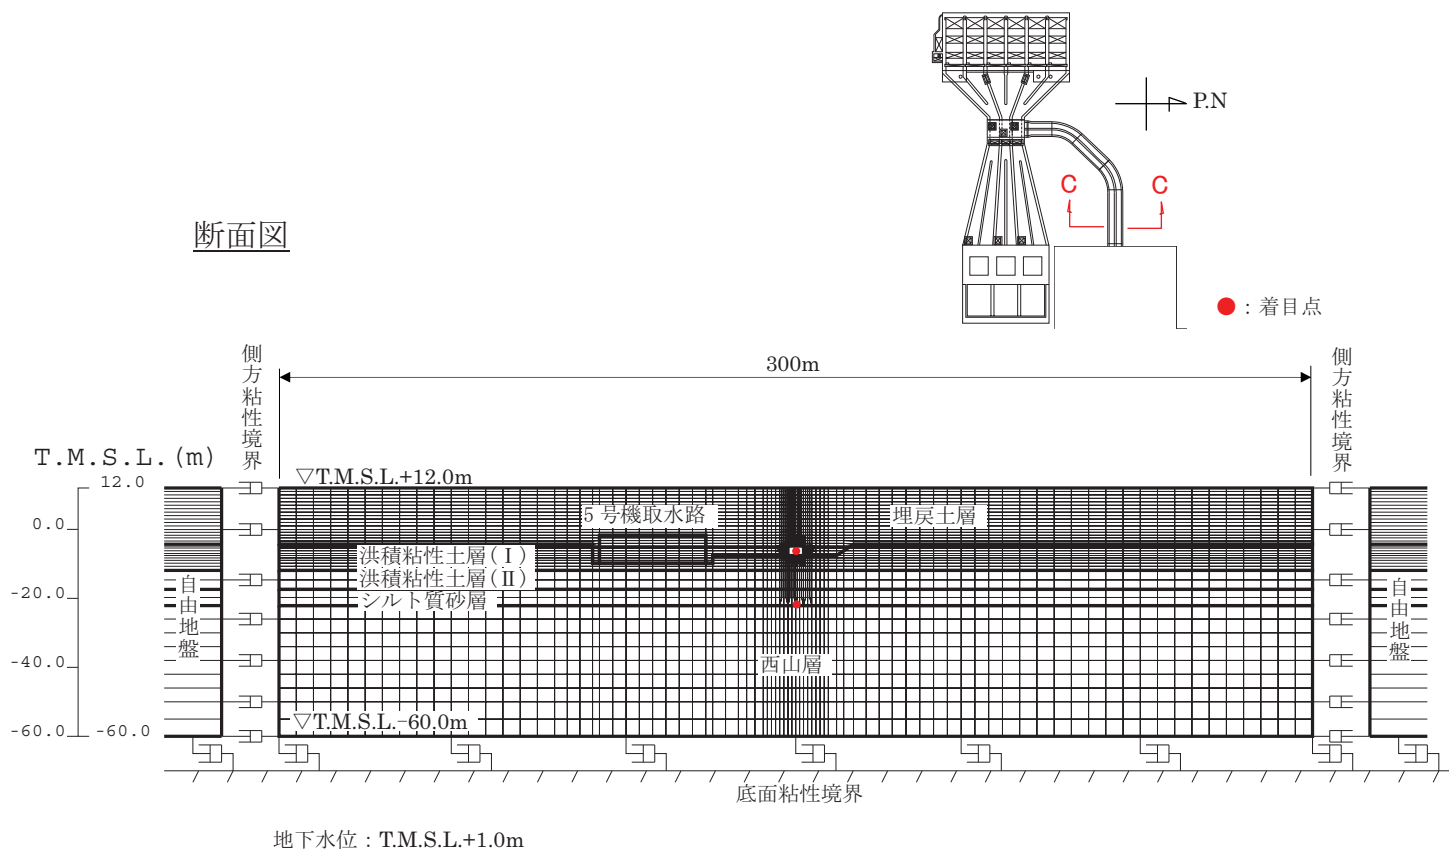 P.N
C C
断面図
●：着目点
側方粘性境界
300m
側方粘性境界
T.M.S.L.(m)
12.0
▽T.M.S.L.+12.0m
5号機取水路
埋戻土層
0.0
洪積粘性土層(Ⅰ)
洪積粘性土層(Ⅱ)
シルト質砂層
自由地盤
自由地盤
-20.0
-40.0
西山層
▽T.M.S.L.-60.0m
-60.0 -60.0
底面粘性境界
地下水位：T.M.S.L.+1.0m